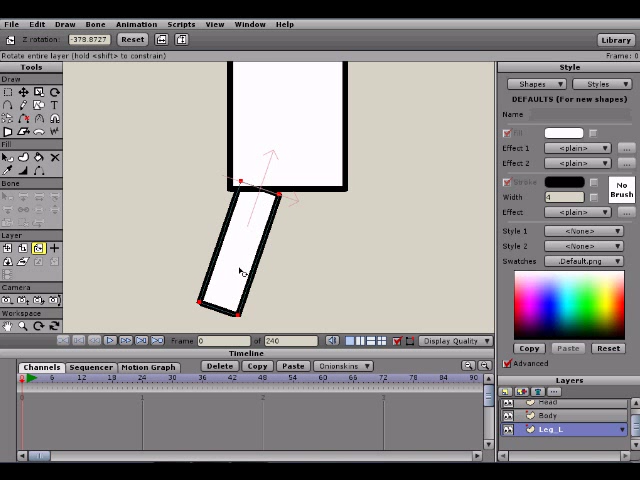 File Edit Draw Bone Animation Scripts View Window Help
Z rotation: -378.8727 Reset Library
Rotate entire layer (hold <shift> to constrain) Frame: 0
Tools
Draw
Fill
Bone
Layer
Camera
Workspace
Style
Shapes Styles
DEFAULTS (For new shapes)
Name
Fill
Effect 1 <plain> ...
Effect 2 <plain> ...
Stroke
No Brush
Width 4
Effect <plain> ...
Style 1 <None>
Style 2 <None>
Swatches .Default.png
Copy Paste Reset
Advanced
Layers
Head
Body
Leg_L
Frame 0 of 240 Display Quality
Timeline
Channels Sequencer Motion Graph Delete Copy Paste Onionskins
0 6 12 18 24 30 36 42 48 54 60 66 72 78 84 90
0 1 2 3